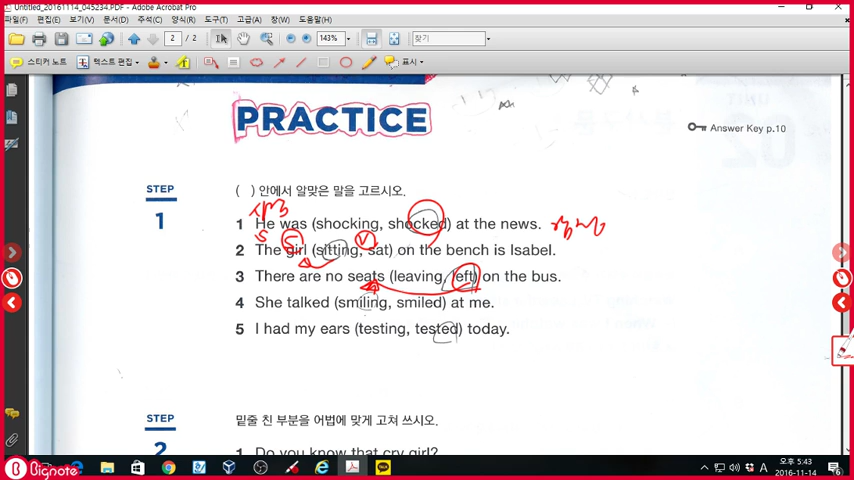 Untitled_20161114_045234.PDF - Adobe Acrobat Pro
파일(F) 편집(E) 보기(V) 문서(D) 주석(C) 양식(R) 도구(T) 고급(A) 창(W) 도움말(H)
2 / 2 143% 찾기
스티커 노트 텍스트 편집 표시
PRACTICE
Answer Key p.10
STEP
1
( ) 안에서 알맞은 말을 고르시오.
1 He was (shocking, shocked) at the news.
S S V
2 The girl (sitting, sat) on the bench is Isabel.
3 There are no seats (leaving, left) on the bus.
4 She talked (smiling, smiled) at me.
5 I had my ears (testing, tested) today.
STEP
2
밑줄 친 부분을 어법에 맞게 고쳐 쓰시오.
1 Do you know that cry girl?
Bignote
A 오후 5:43
2016-11-14